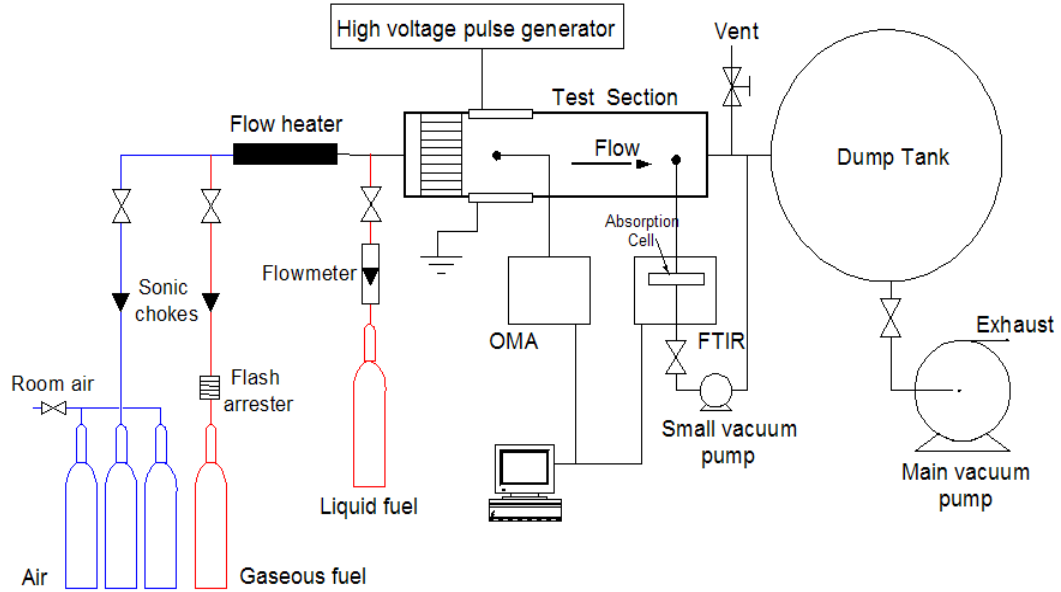 High voltage pulse generator
Vent
Test Section
Flow heater
Flow
Dump Tank
Absorption
Cell
Flowmeter
Sonic
chokes
OMA
FTIR
Exhaust
Room air
Flash
arrester
Small vacuum
pump
Main vacuum
pump
Liquid fuel
Air
Gaseous fuel